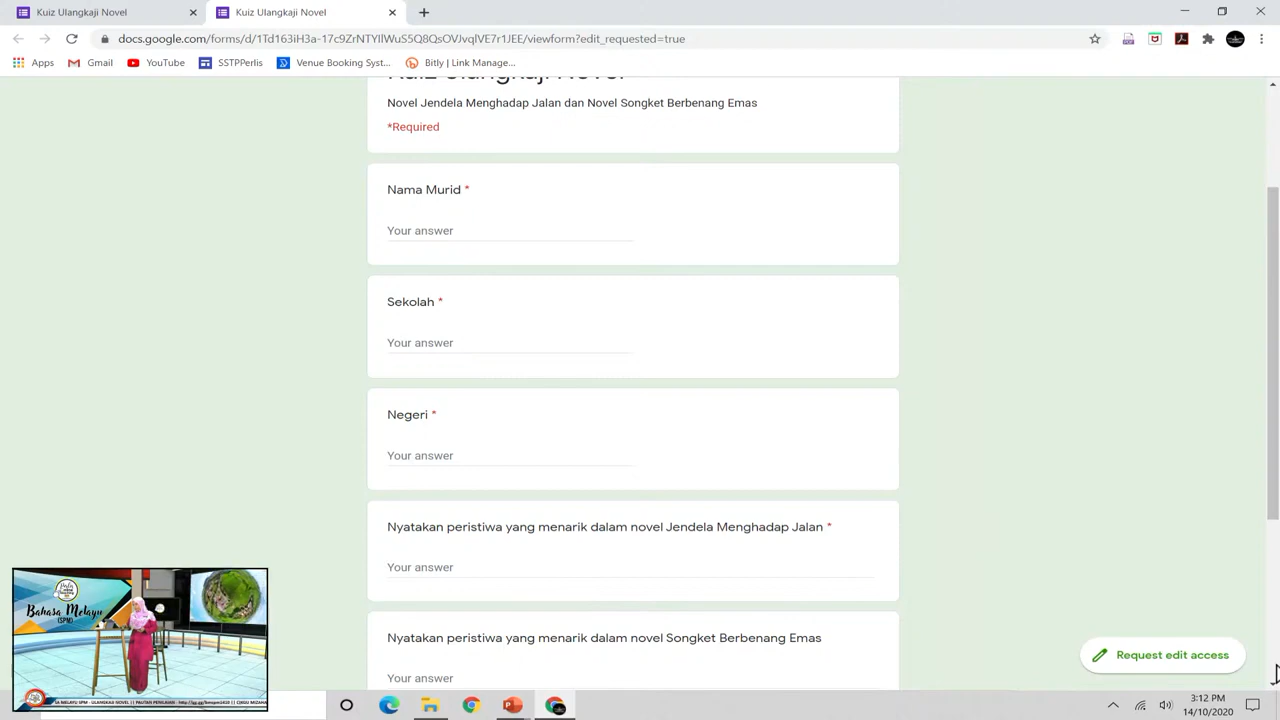 Kuiz Ulangkaji Novel
Kuiz Ulangkaji Novel
docs.google.com/forms/d/1Td163iH3a-17c9ZrNTYIlWuS5Q8QsOVJvqlVE7r1JEE/viewform?edit_requested=true
Apps
Gmail
YouTube
SSTPPerlis
Venue Booking Syst...
Bitly | Link Manage...
Kuiz Ulangkaji Novel
Novel Jendela Menghadap Jalan dan Novel Songket Berbenang Emas
*Required
Nama Murid *
Your answer
Sekolah *
Your answer
Negeri *
Your answer
Nyatakan peristiwa yang menarik dalam novel Jendela Menghadap Jalan *
Your answer
Nyatakan peristiwa yang menarik dalam novel Songket Berbenang Emas
Your answer
Request edit access
Bahasa Melayu
(SPM)
3:12 PM
14/10/2020